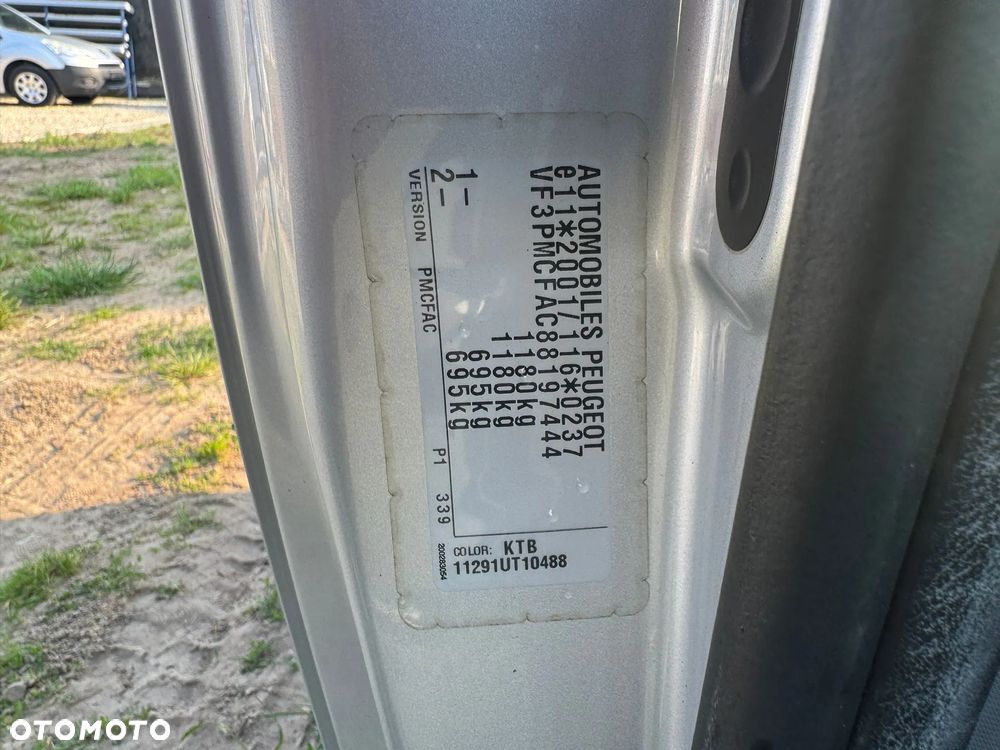 AUTOMOBILES PEUGEOT
e11*2001/116*0237
VF3PMCFAC88197444
1180kg
1180kg
1- 695kg
2- 695kg
VERSION PMCFAC P1 339
COLOR: KTB
11291UT10488
200283054
OTOMOTO